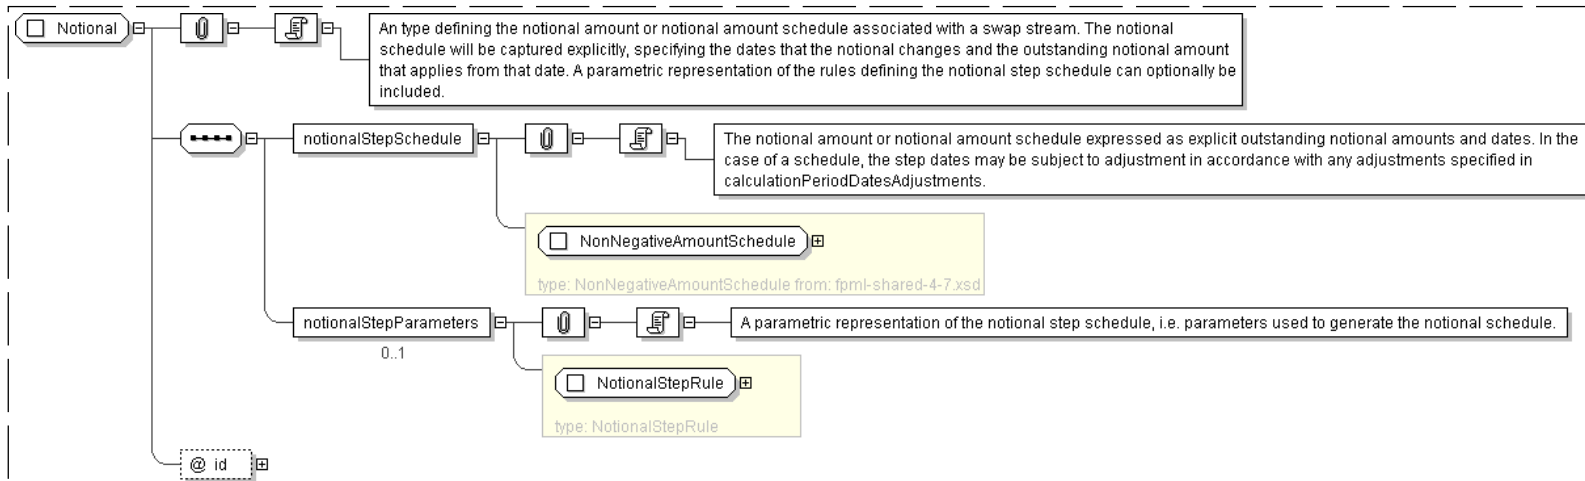 Notional
An type defining the notional amount or notional amount schedule associated with a swap stream. The notional
schedule will be captured explicitly, specifying the dates that the notional changes and the outstanding notional amount
that applies from that date. A parametric representation of the rules defining the notional step schedule can optionally be
included.
notionalStepSchedule
The notional amount or notional amount schedule expressed as explicit outstanding notional amounts and dates. In the
case of a schedule, the step dates may be subject to adjustment in accordance with any adjustments specified in
calculationPeriodDatesAdjustments.
NonNegativeAmountSchedule
type: NonNegativeAmountSchedule from: fpml-shared-4-7.xsd
notionalStepParameters
0..1
A parametric representation of the notional step schedule, i.e. parameters used to generate the notional schedule.
NotionalStepRule
type: NotionalStepRule
@ id